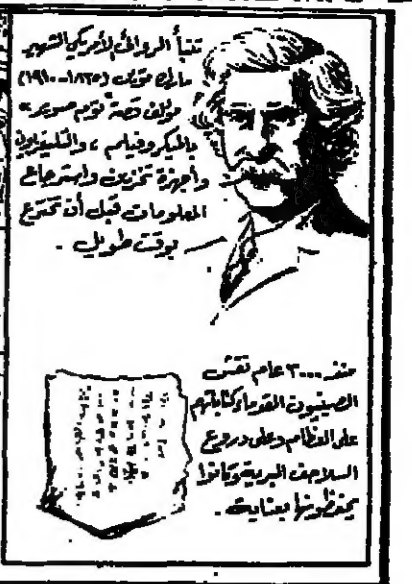 تنبأ الروائي الأمريكي الشهير
مارك توين (١٨٣٥-١٩١٠)
مؤلف قصة "توم سوير"
بالميكروفيلم ، والتليفزيون
وأجهزة تخزين واسترجاع
المعلومات قبل أن تخترع
بوقت طويل .
منذ ٣٠٠٠ عام نقش
الصينيون القدماء كتاباتهم
على العظام وعلى دروع
السلاحف البرية وكانوا
يحفظونها بعناية .